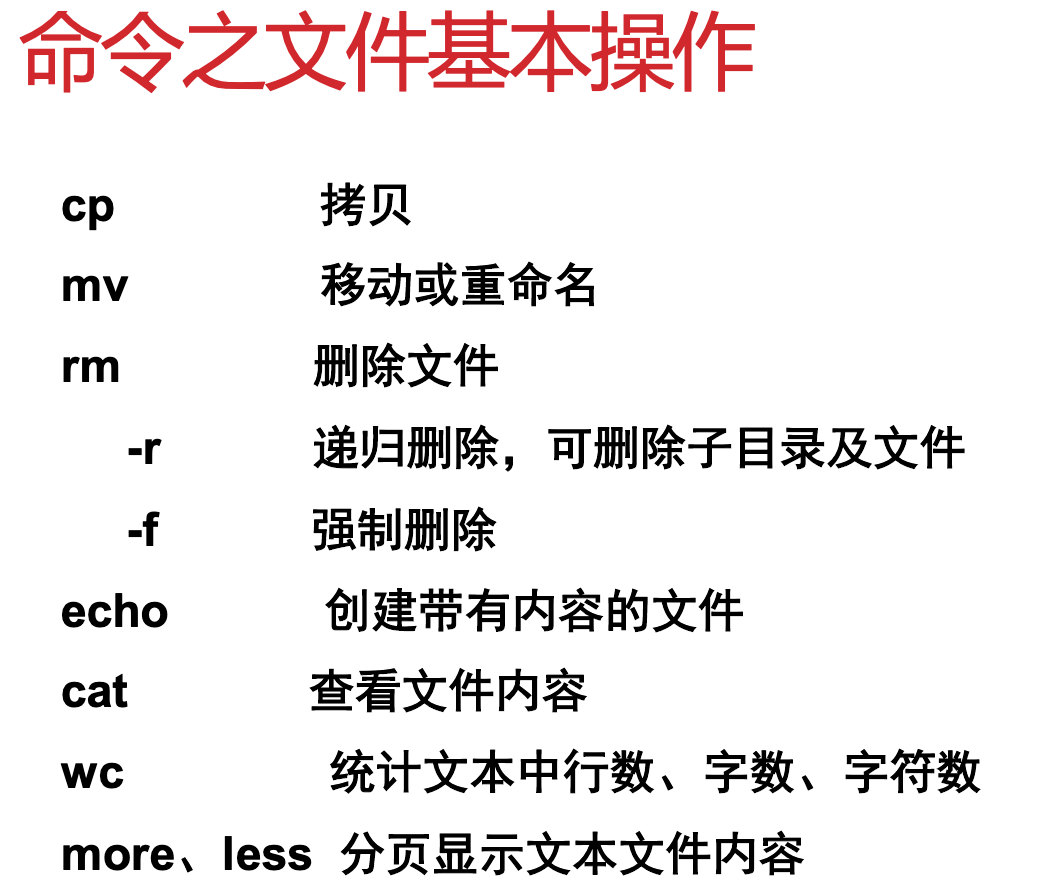 命令之文件基本操作
cp 拷贝
mv 移动或重命名
rm 删除文件
-r 递归删除，可删除子目录及文件
-f 强制删除
echo 创建带有内容的文件
cat 查看文件内容
wc 统计文本中行数、字数、字符数
more、less 分页显示文本文件内容